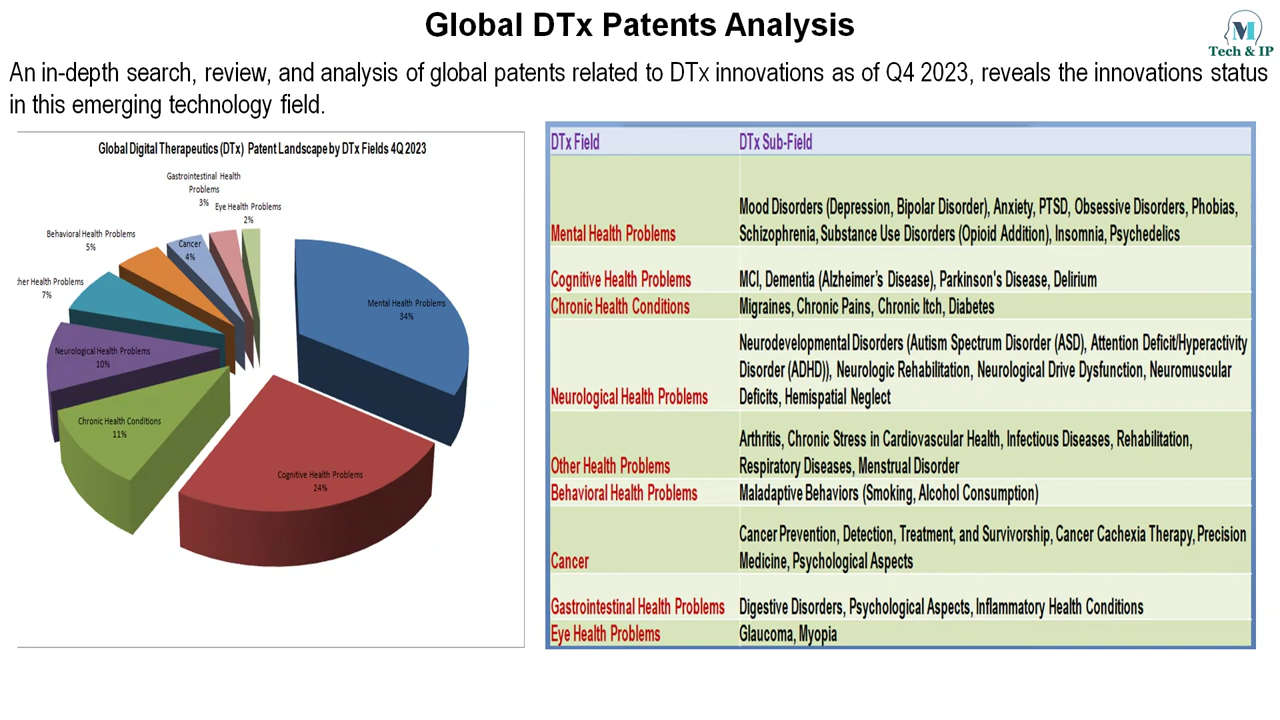 Global DTx Patents Analysis
M
Tech & IP
An in-depth search, review, and analysis of global patents related to DTx innovations as of Q4 2023, reveals the innovations status
in this emerging technology field.
Global Digital Therapeutics (DTx) Patent Landscape by DTx Fields 4Q 2023
Gastrointestinal Health
Problems
3%
Eye Health Problems
2%
Behavioral Health Problems
5%
Cancer
4%
her Health Problems
7%
Mental Health Problems
34%
Neurological Health Problems
10%
Chronic Health Conditions
11%
Cognitive Health Problems
24%
DTx Field
DTx Sub-Field
Mental Health Problems
Mood Disorders (Depression, Bipolar Disorder), Anxiety, PTSD, Obsessive Disorders, Phobias,
Schizophrenia, Substance Use Disorders (Opioid Addition), Insomnia, Psychedelics
Cognitive Health Problems
MCI, Dementia (Alzheimer's Disease), Parkinson's Disease, Delirium
Chronic Health Conditions
Migraines, Chronic Pains, Chronic Itch, Diabetes
Neurological Health Problems
Neurodevelopmental Disorders (Autism Spectrum Disorder (ASD), Attention Deficit/Hyperactivity
Disorder (ADHD)), Neurologic Rehabilitation, Neurological Drive Dysfunction, Neuromuscular
Deficits, Hemispatial Neglect
Other Health Problems
Arthritis, Chronic Stress in Cardiovascular Health, Infectious Diseases, Rehabilitation,
Respiratory Diseases, Menstrual Disorder
Behavioral Health Problems
Maladaptive Behaviors (Smoking, Alcohol Consumption)
Cancer
Cancer Prevention, Detection, Treatment, and Survivorship, Cancer Cachexia Therapy, Precision
Medicine, Psychological Aspects
Gastrointestinal Health Problems
Digestive Disorders, Psychological Aspects, Inflammatory Health Conditions
Eye Health Problems
Glaucoma, Myopia